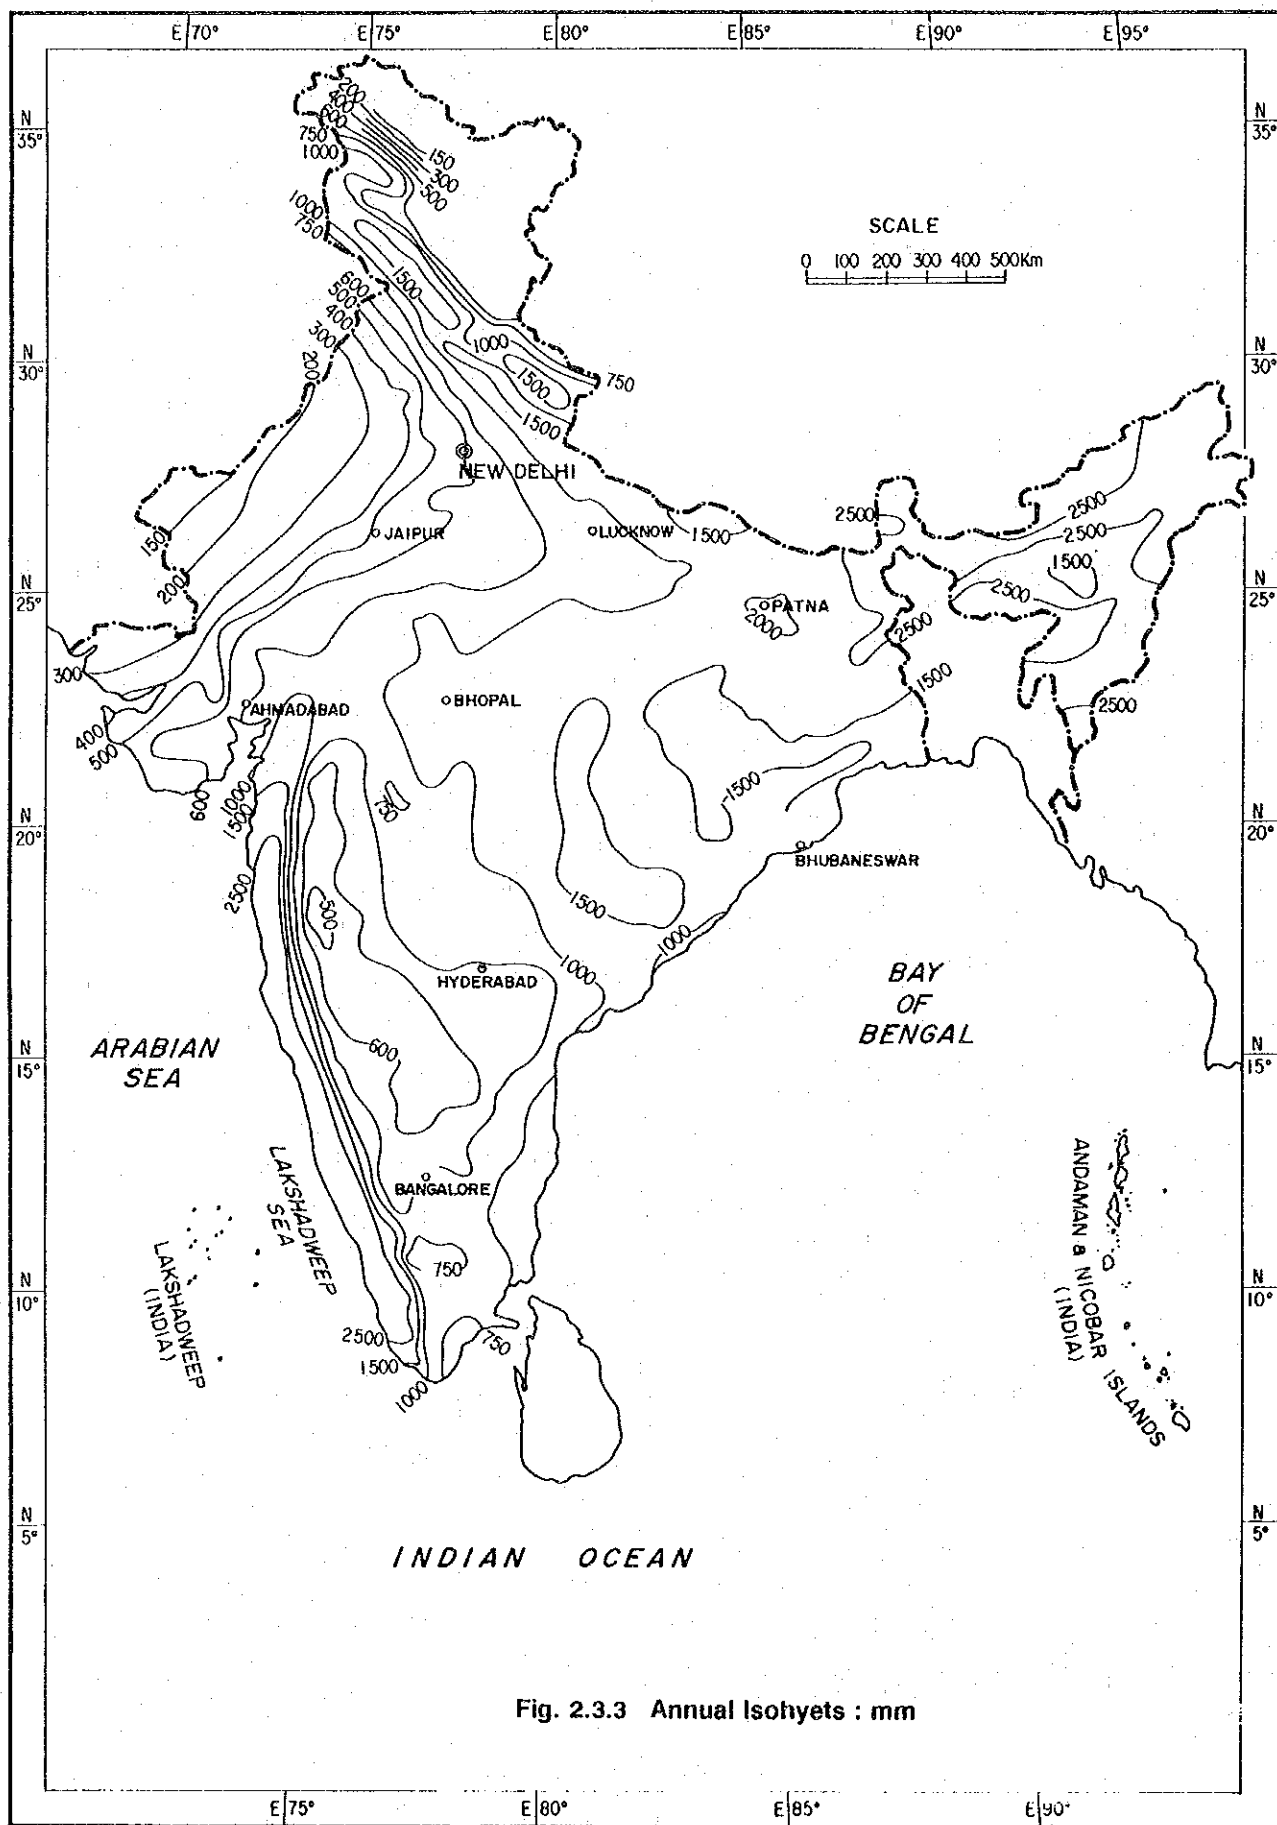 E 70°
E 75°
E 80°
E 85°
E 90°
E 95°
N
35°
N
35°
200
400
600
750
1000
150
300
500
1000
750
SCALE
0 100 200 300 400 500Km
1500
600
500
400
300
200
1000
N
30°
N
30°
750
1500
1500
NEW DELHI
2500
2500
2500
150
JAIPUR
LUCKNOW
1500
1500
200
N
25°
N
25°
2500
PATNA
2000
2500
300
1500
BHOPAL
AHMADABAD
2500
400
500
600
1000
1500
750
-1500
N
20°
N
20°
BHUBANESWAR
2500
500
1500
1000
1000
HYDERABAD
BAY
OF
BENGAL
ARABIAN
SEA
600
N
15°
N
15°
LAKSHADWEEP
SEA
BANGALORE
ANDAMAN & NICOBAR ISLANDS
(INDIA)
LAKSHADWEEP
(INDIA)
750
N
10°
N
10°
2500
750
1500
1000
N
5°
N
5°
INDIAN OCEAN
Fig. 2.3.3 Annual Isohyets : mm
E 75°
E 80°
E 85°
E 90°